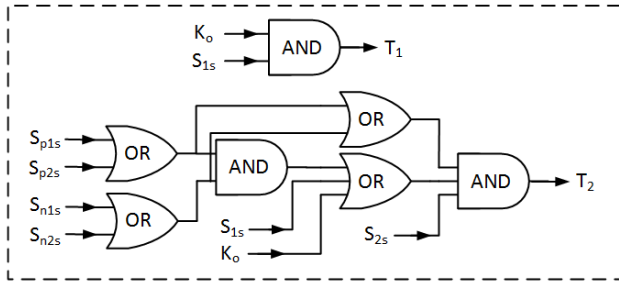 Kₒ
AND
T₁
S₁ₛ
OR
Sₚ₁ₛ
OR
Sₚ₂ₛ
AND
OR
AND
T₂
Sₙ₁ₛ
OR
Sₙ₂ₛ
S₁ₛ
S₂ₛ
Kₒ